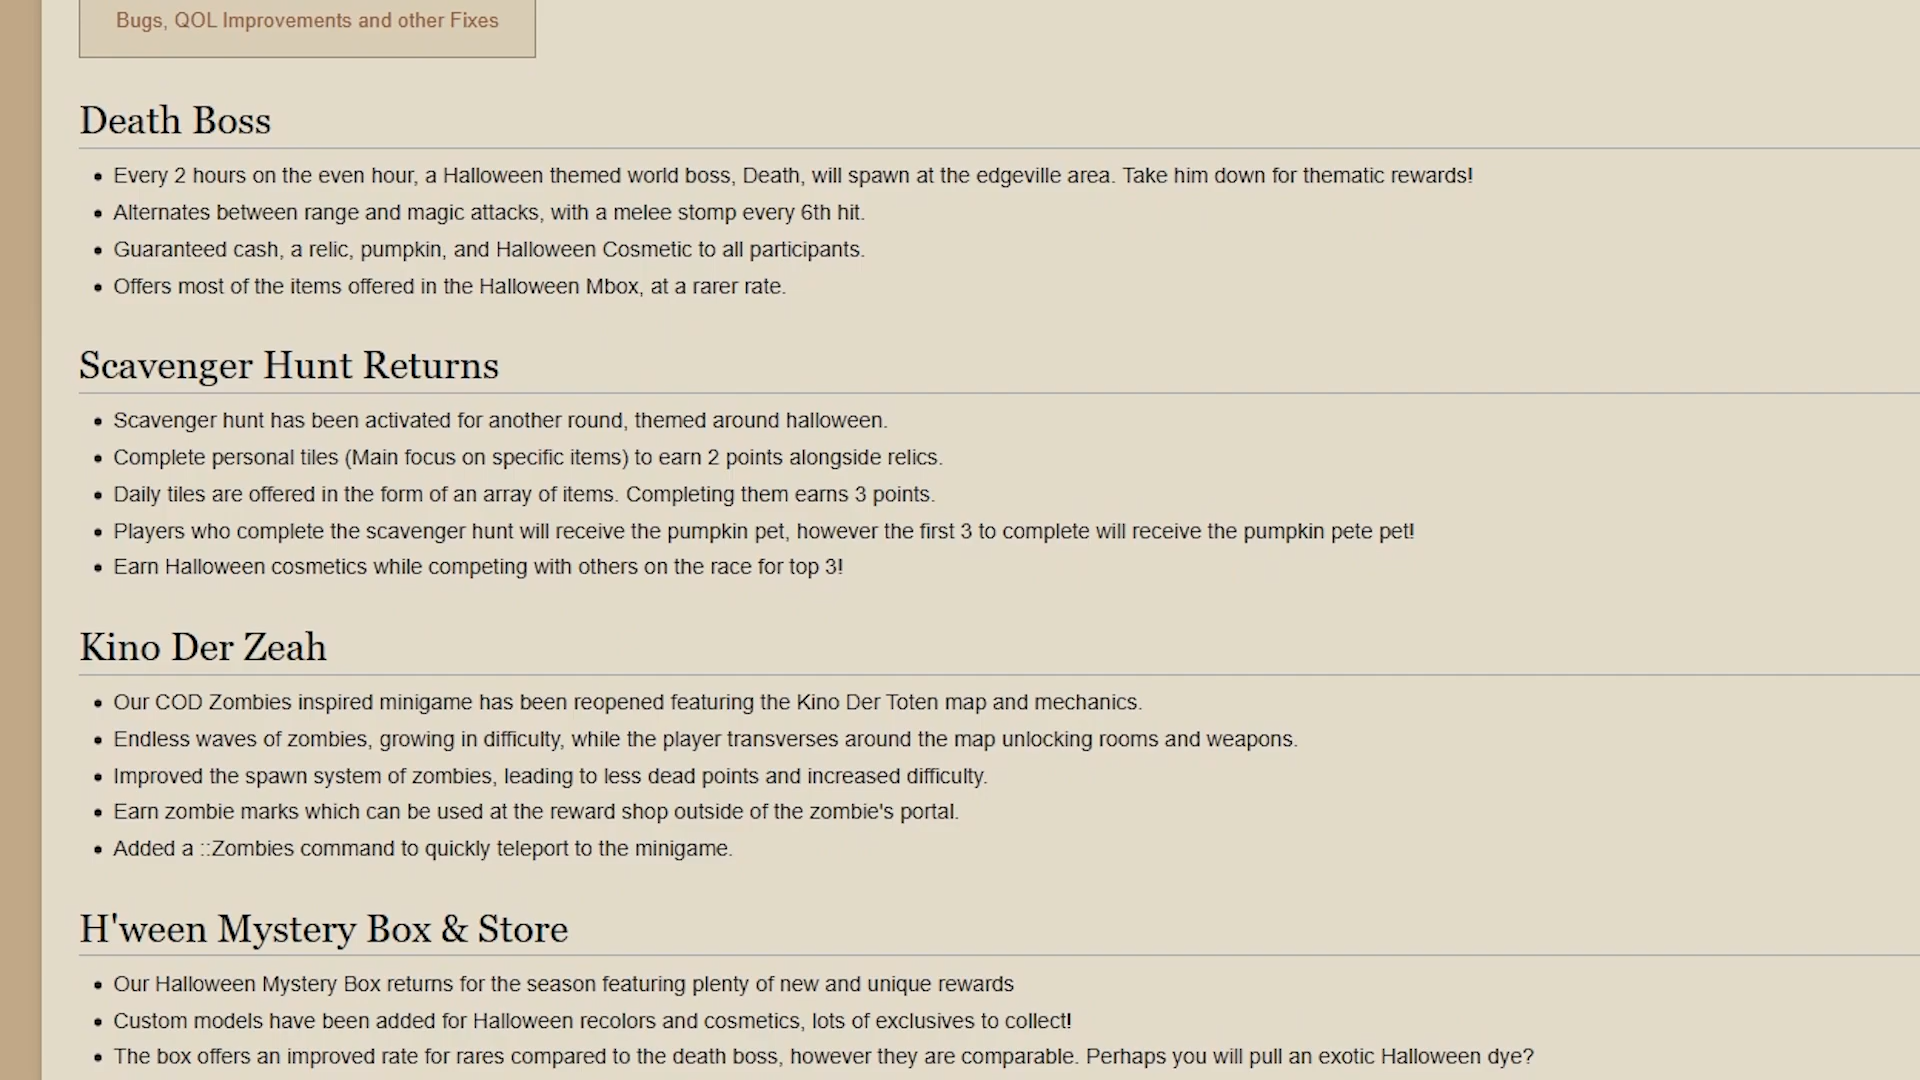 Bugs, QOL Improvements and other Fixes
Death Boss
Every 2 hours on the even hour, a Halloween themed world boss, Death, will spawn at the edgeville area. Take him down for thematic rewards!
Alternates between range and magic attacks, with a melee stomp every 6th hit.
Guaranteed cash, a relic, pumpkin, and Halloween Cosmetic to all participants.
Offers most of the items offered in the Halloween Mbox, at a rarer rate.
Scavenger Hunt Returns
Scavenger hunt has been activated for another round, themed around halloween.
Complete personal tiles (Main focus on specific items) to earn 2 points alongside relics.
Daily tiles are offered in the form of an array of items. Completing them earns 3 points.
Players who complete the scavenger hunt will receive the pumpkin pet, however the first 3 to complete will receive the pumpkin pete pet!
Earn Halloween cosmetics while competing with others on the race for top 3!
Kino Der Zeah
Our COD Zombies inspired minigame has been reopened featuring the Kino Der Toten map and mechanics.
Endless waves of zombies, growing in difficulty, while the player transverses around the map unlocking rooms and weapons.
Improved the spawn system of zombies, leading to less dead points and increased difficulty.
Earn zombie marks which can be used at the reward shop outside of the zombie's portal.
Added a ::Zombies command to quickly teleport to the minigame.
H'ween Mystery Box & Store
Our Halloween Mystery Box returns for the season featuring plenty of new and unique rewards
Custom models have been added for Halloween recolors and cosmetics, lots of exclusives to collect!
The box offers an improved rate for rares compared to the death boss, however they are comparable. Perhaps you will pull an exotic Halloween dye?